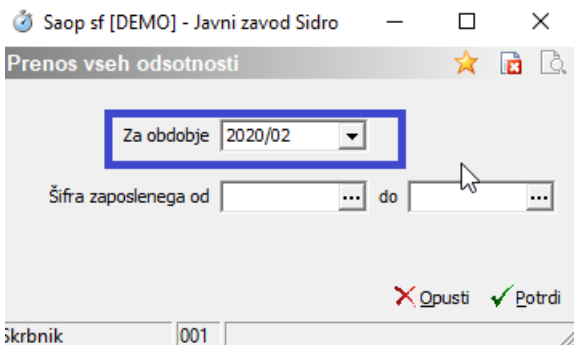 Saop sf [DEMO] - Javni zavod Sidro
Prenos vseh odsotnosti
Za obdobje 2020/02
Šifra zaposlenega od ... do ...
Opusti Potrdi
Skrbnik 001